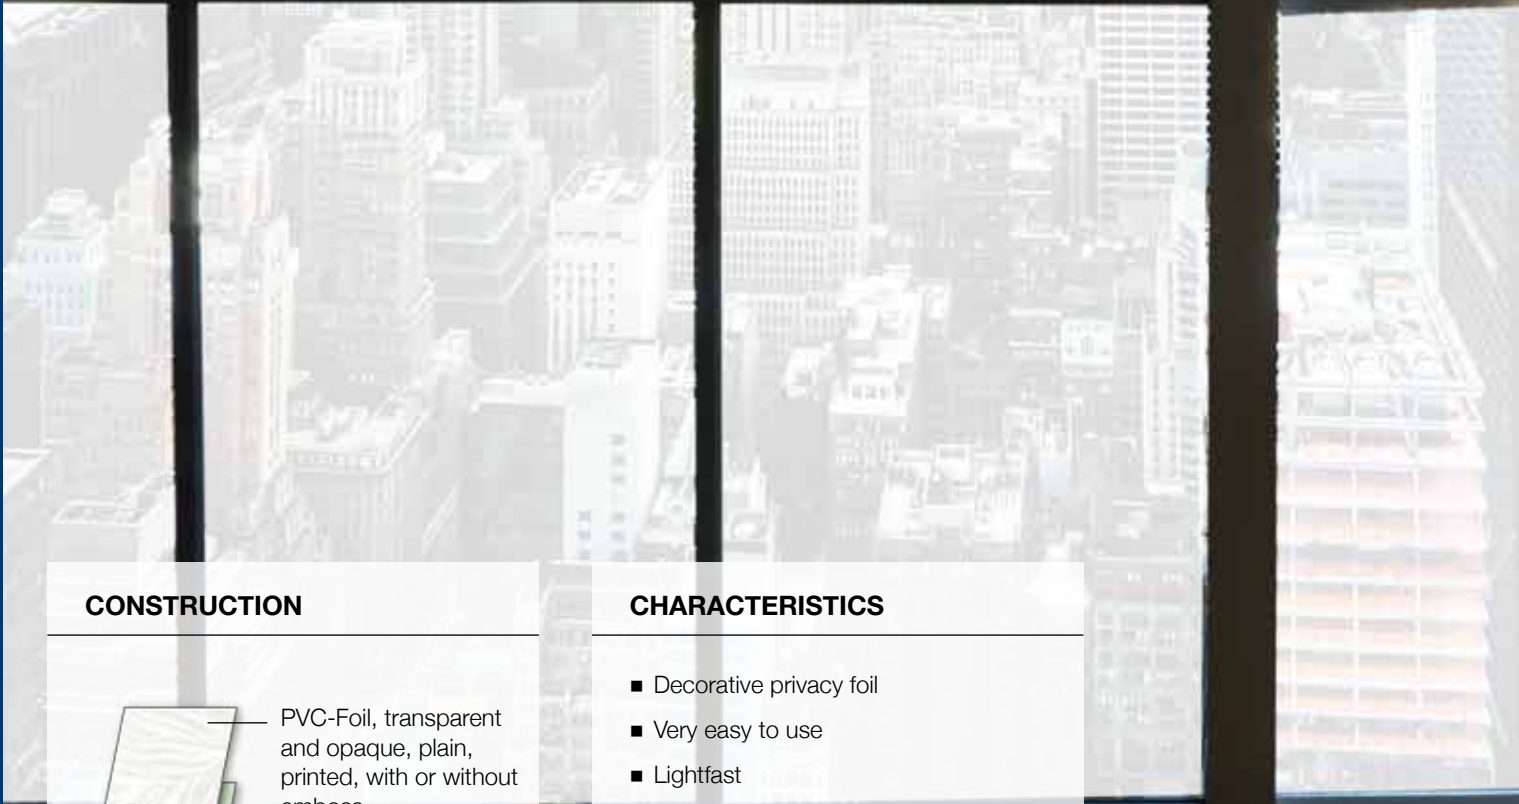 CONSTRUCTION
PVC-Foil, transparent
and opaque, plain,
printed, with or without
CHARACTERISTICS
■ Decorative privacy foil
■ Very easy to use
■ Lightfast